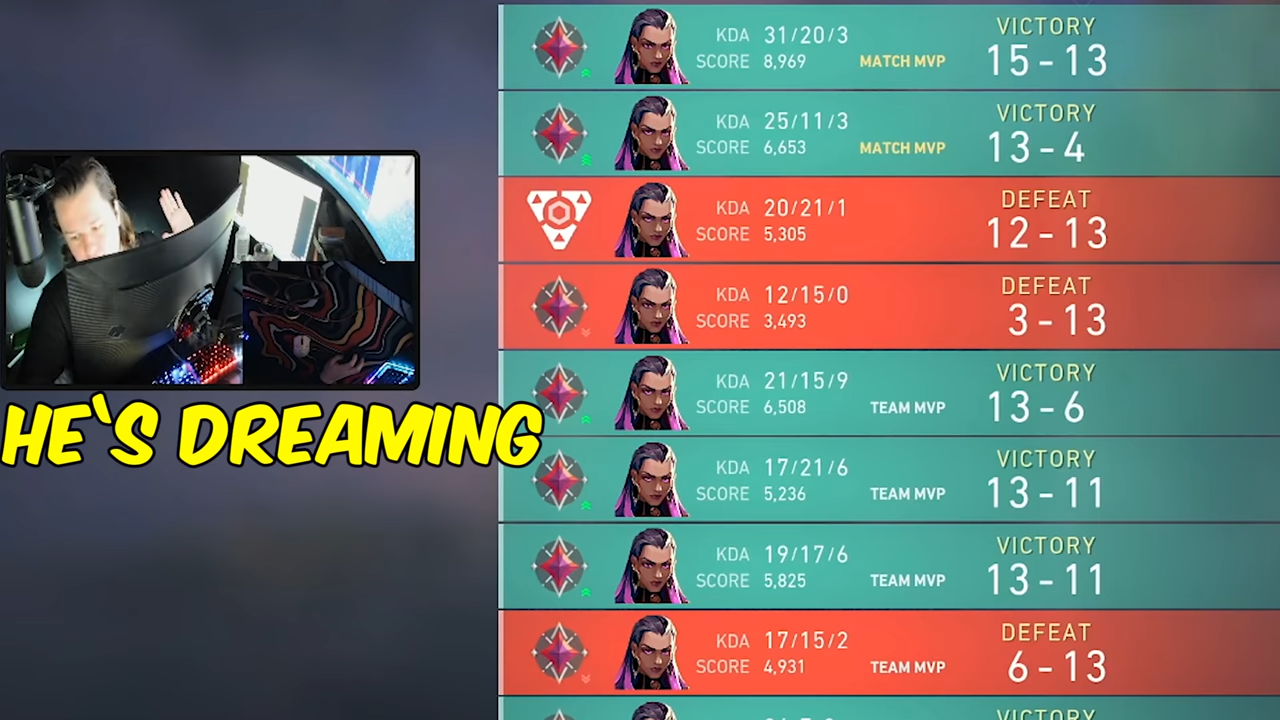 KDA 31/20/3
SCORE 8,969
MATCH MVP
VICTORY
15 - 13
KDA 25/11/3
SCORE 6,653
MATCH MVP
VICTORY
13 - 4
KDA 20/21/1
SCORE 5,305
DEFEAT
12 - 13
KDA 12/15/0
SCORE 3,493
DEFEAT
3 - 13
KDA 21/15/9
SCORE 6,508
TEAM MVP
VICTORY
13 - 6
HE'S DREAMING
KDA 17/21/6
SCORE 5,236
TEAM MVP
VICTORY
13 - 11
KDA 19/17/6
SCORE 5,825
TEAM MVP
VICTORY
13 - 11
KDA 17/15/2
SCORE 4,931
TEAM MVP
DEFEAT
6 - 13
VICTORY